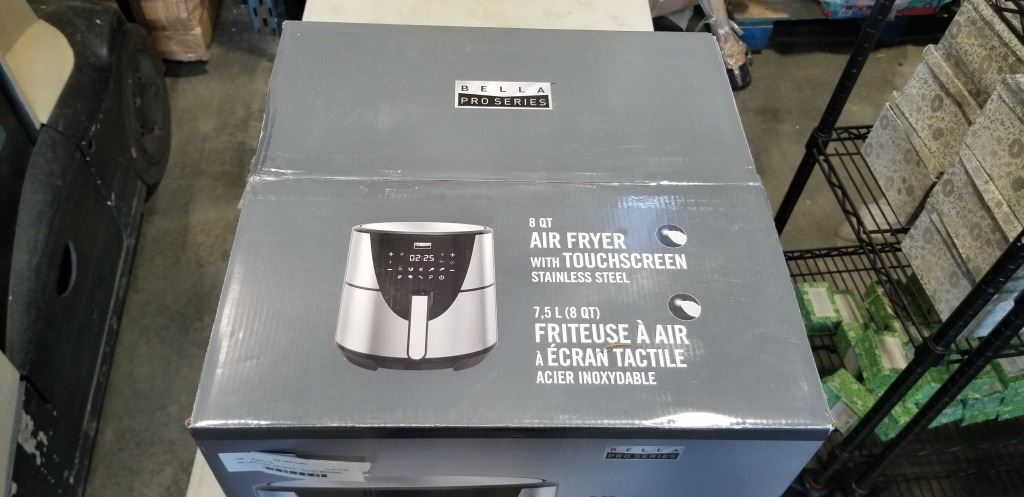 BELLA
PRO SERIES
8 QT
AIR FRYER
WITH TOUCHSCREEN
STAINLESS STEEL
02:25
7,5 L (8 QT)
FRITEUSE À AIR
À ÉCRAN TACTILE
ACIER INOXYDABLE
BELLA
PRO SERIES